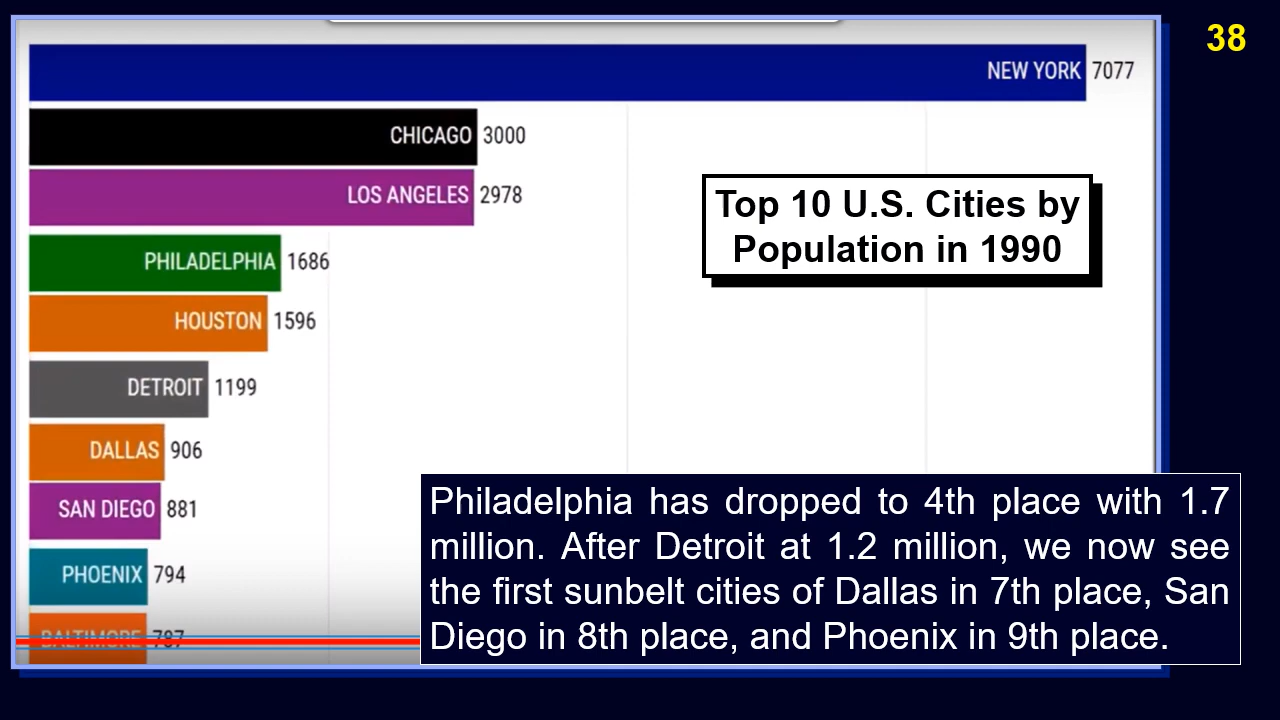 38
NEW YORK 7077
CHICAGO 3000
LOS ANGELES 2978
Top 10 U.S. Cities by
Population in 1990
PHILADELPHIA 1686
HOUSTON 1596
DETROIT 1199
DALLAS 906
SAN DIEGO 881
PHOENIX 794
BALTIMORE 787
Philadelphia has dropped to 4th place with 1.7
million. After Detroit at 1.2 million, we now see
the first sunbelt cities of Dallas in 7th place, San
Diego in 8th place, and Phoenix in 9th place.